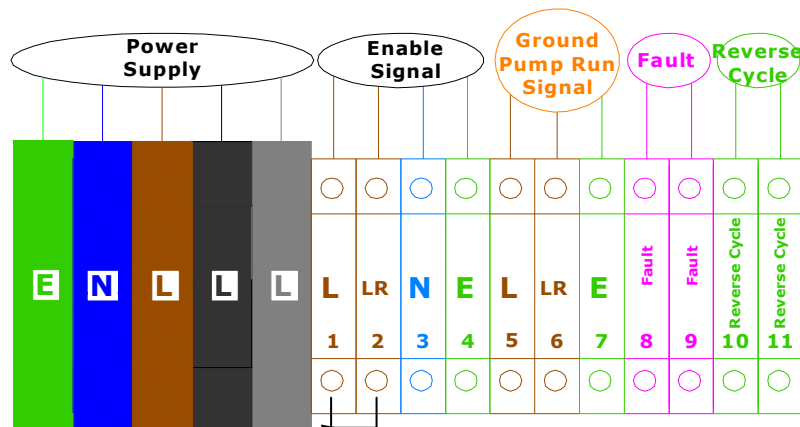 Power
Supply
Enable
Signal
Ground
Pump Run
Signal
Fault
Reverse
Cycle
E
N
L
L
L
L
LR
N
E
L
LR
E
Fault
Fault
Reverse Cycle
Reverse Cycle
1
2
3
4
5
6
7
8
9
10
11